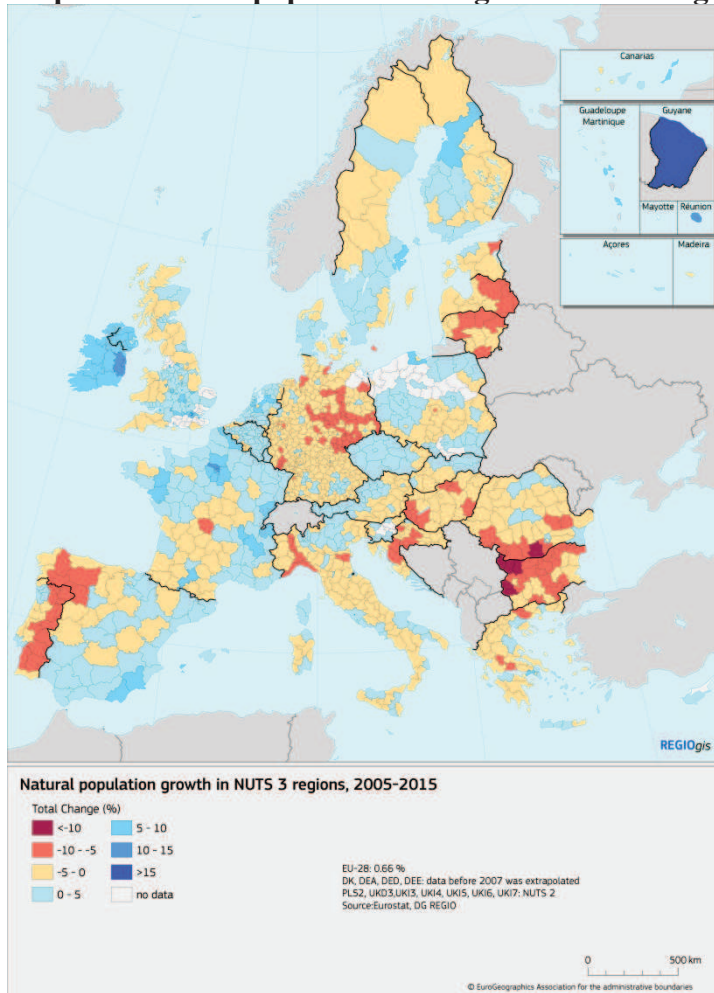 Canarias
Guadeloupe
Martinique
Guyane
Mayotte
Réunion
Açores
Madeira
REGIOgis
Natural population growth in NUTS 3 regions, 2005-2015
Total Change (%)
<-10
5 - 10
-10 - -5
10 - 15
-5 - 0
>15
0 - 5
no data
EU-28: 0.66 %
DK, DEA, DED, DEE: data before 2007 was extrapolated
PL52, UKD3,UKI3, UKI4, UKI5, UKI6, UKI7: NUTS 2
Source:Eurostat, DG REGIO
0
500 km
© EuroGeographics Association for the administrative boundaries